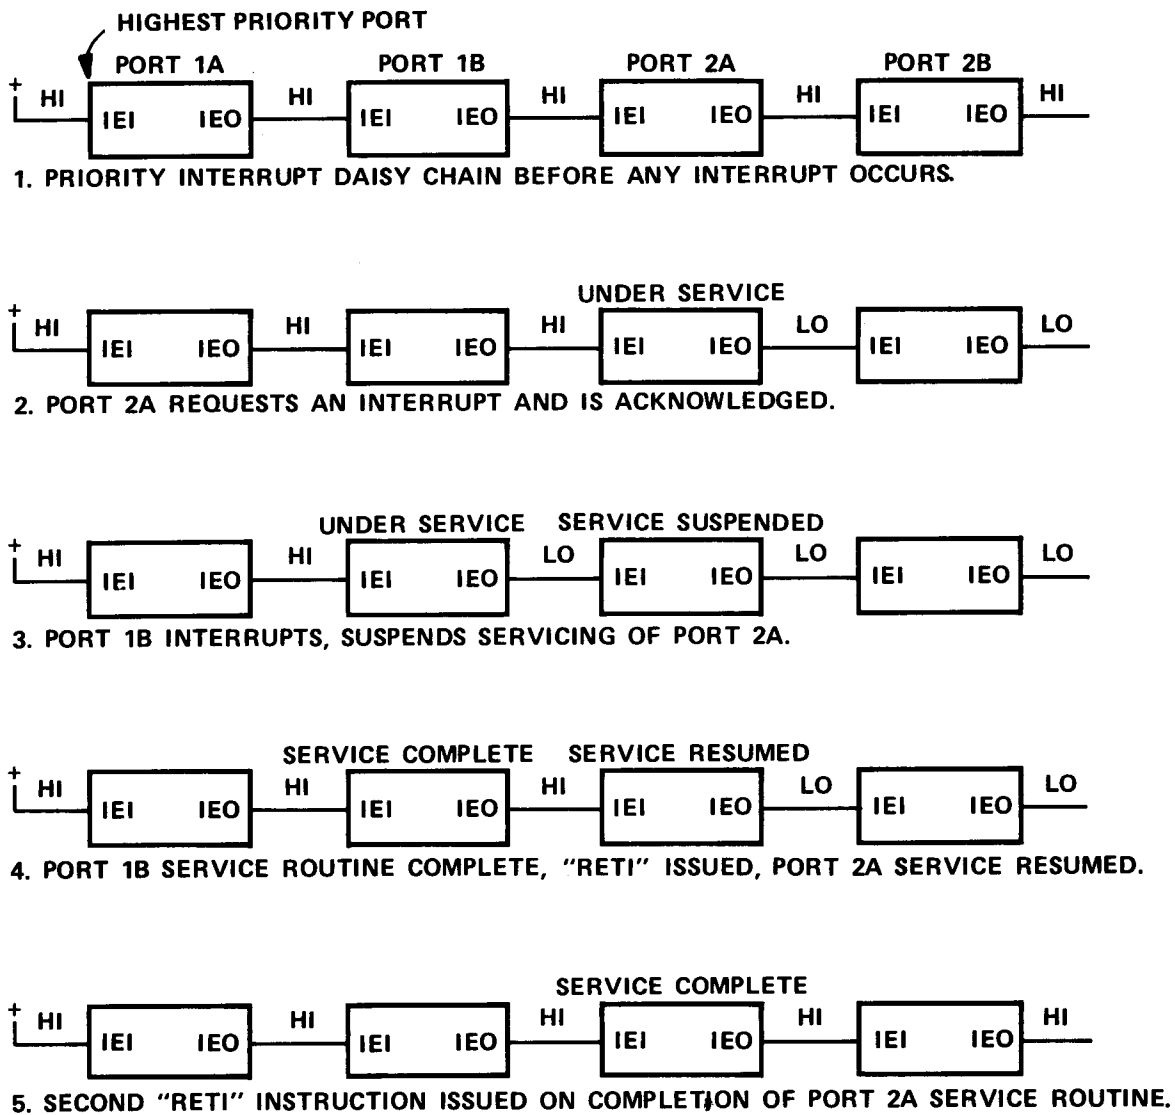 HIGHEST PRIORITY PORT
PORT 1A PORT 1B PORT 2A PORT 2B
+ HI HI HI HI HI
IEI IEO IEI IEO IEI IEO IEI IEO
1. PRIORITY INTERRUPT DAISY CHAIN BEFORE ANY INTERRUPT OCCURS.
UNDER SERVICE
+ HI HI HI LO LO
IEI IEO IEI IEO IEI IEO IEI IEO
2. PORT 2A REQUESTS AN INTERRUPT AND IS ACKNOWLEDGED.
UNDER SERVICE SERVICE SUSPENDED
+ HI HI LO LO LO
IEI IEO IEI IEO IEI IEO IEI IEO
3. PORT 1B INTERRUPTS, SUSPENDS SERVICING OF PORT 2A.
SERVICE COMPLETE SERVICE RESUMED
+ HI HI HI LO LO
IEI IEO IEI IEO IEI IEO IEI IEO
4. PORT 1B SERVICE ROUTINE COMPLETE, "RETI" ISSUED, PORT 2A SERVICE RESUMED.
SERVICE COMPLETE
+ HI HI HI HI HI
IEI IEO IEI IEO IEI IEO IEI IEO
5. SECOND "RETI" INSTRUCTION ISSUED ON COMPLETION OF PORT 2A SERVICE ROUTINE.